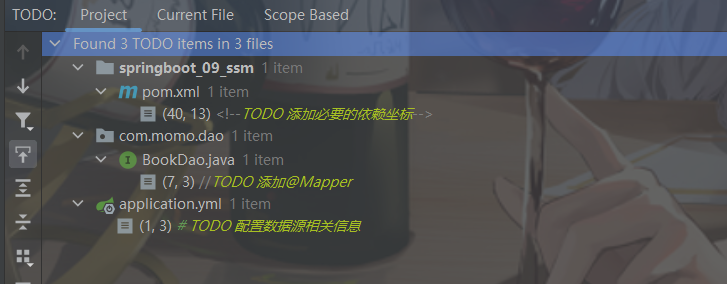 TODO: Project Current File Scope Based
Found 3 TODO items in 3 files
springboot_09_ssm 1 item
pom.xml 1 item
(40, 13) <!--TODO 添加必要的依赖坐标-->
com.momo.dao 1 item
BookDao.java 1 item
(7, 3) //TODO 添加@Mapper
application.yml 1 item
(1, 3) # TODO 配置数据源相关信息